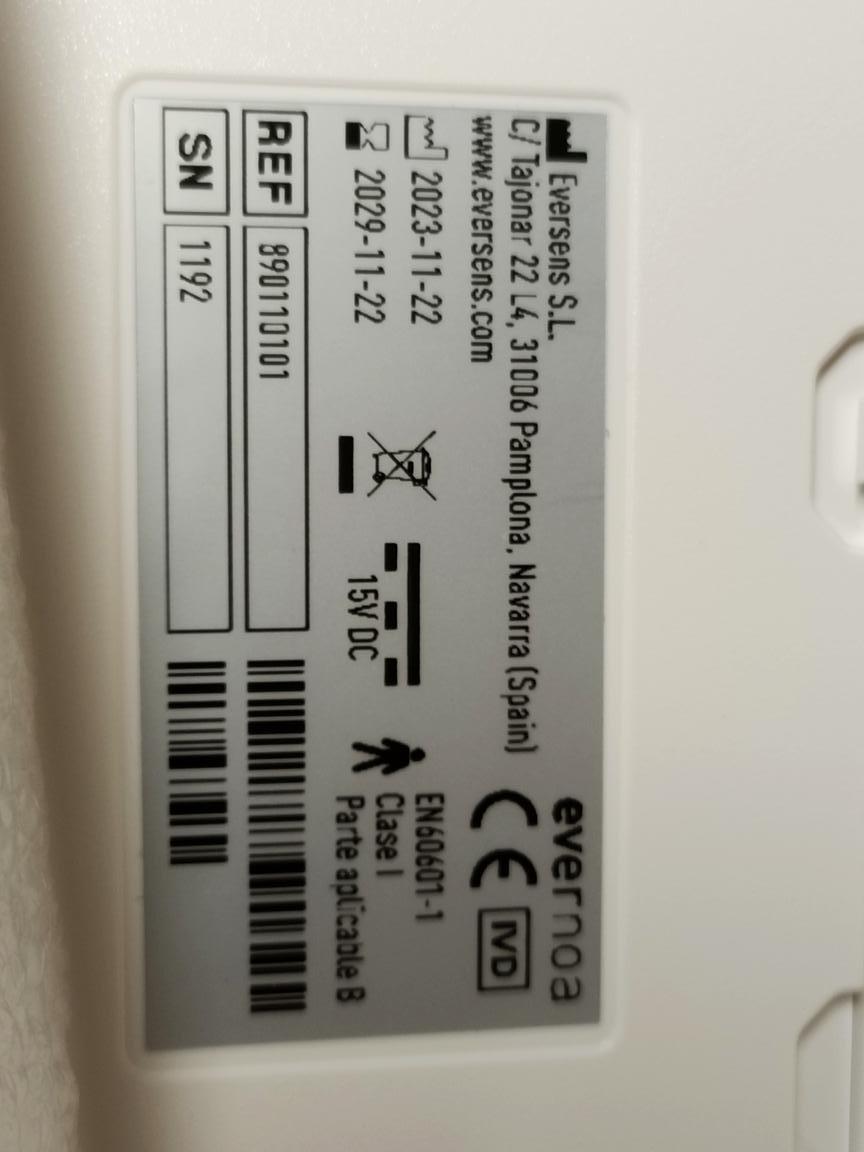 Eversens S.L.
C/ Tajonar 22 L4, 31006 Pamplona, Navarra (Spain)
www.eversens.com
evernoa
CE IVD
2023-11-22
2029-11-22
15V DC
EN60601-1
Clase I
Parte aplicable B
REF 890110101
SN 1192